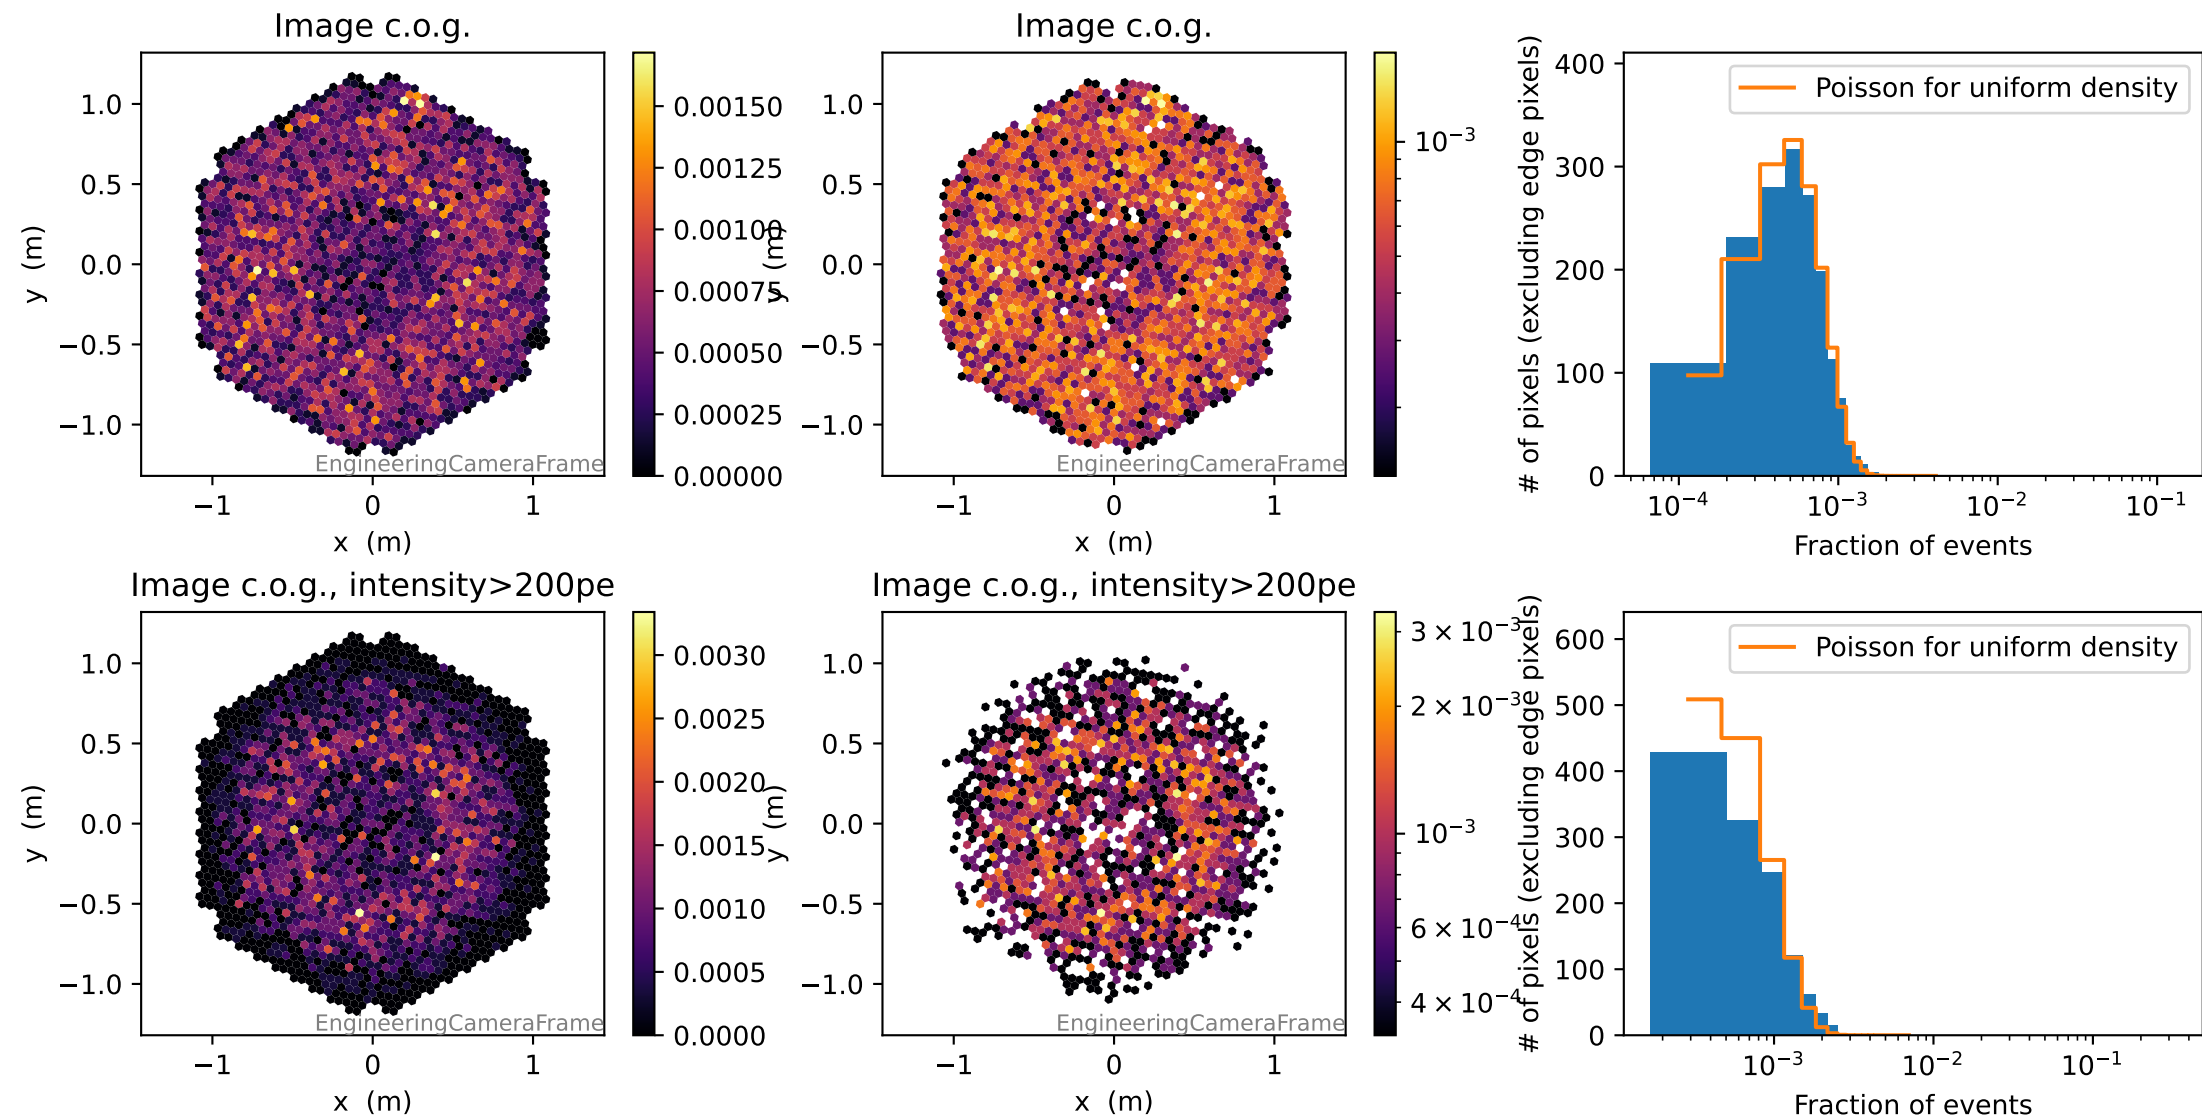 Image c.o.g.
1.0
0.5
0.0
−0.5
−1.0
y (m)
−1
0
1
x (m)
EngineeringCameraFrame
0.00150
0.00125
0.00100
0.00075
0.00050
0.00025
0.00000
Image c.o.g.
1.0
0.5
0.0
−0.5
−1.0
y (m)
−1
0
1
x (m)
EngineeringCameraFrame
10⁻³
Poisson for uniform density
400
300
200
100
0
# of pixels (excluding edge pixels)
10⁻⁴
10⁻³
10⁻²
10⁻¹
Fraction of events
Image c.o.g., intensity>200pe
1.0
0.5
0.0
−0.5
−1.0
y (m)
−1
0
1
x (m)
EngineeringCameraFrame
0.0030
0.0025
0.0020
0.0015
0.0010
0.0005
0.0000
Image c.o.g., intensity>200pe
1.0
0.5
0.0
−0.5
−1.0
y (m)
−1
0
1
x (m)
EngineeringCameraFrame
3 × 10⁻³
2 × 10⁻³
10⁻³
6 × 10⁻⁴
4 × 10⁻⁴
Poisson for uniform density
600
500
400
300
200
100
0
# of pixels (excluding edge pixels)
10⁻³
10⁻²
10⁻¹
Fraction of events